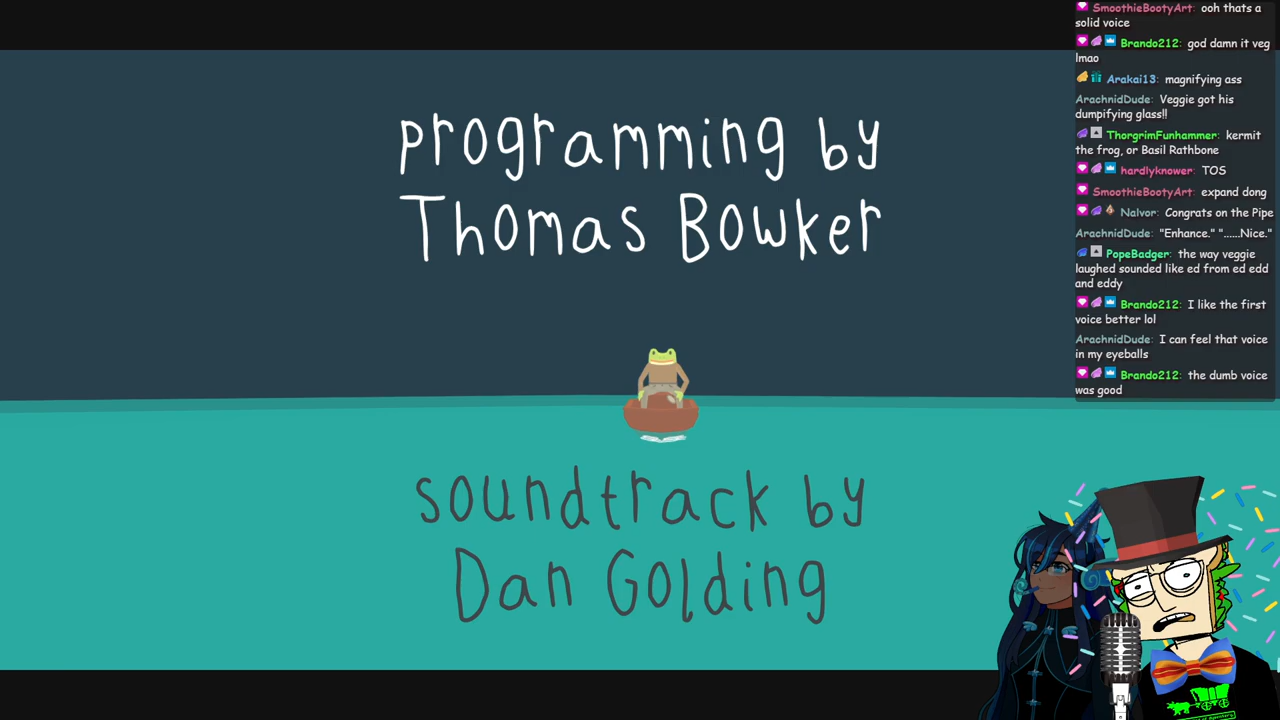 programming by
Thomas Bowker
soundtrack by
Dan Golding
SmoothieBootyArt: ooh thats a
solid voice
Brando212: god damn it veg
lmao
Arakai13: magnifying ass
ArachnidDude: Veggie got his
dumpifying glass!!
ThorgrimFunhammer: kermit
the frog, or Basil Rathbone
hardlyknower: TOS
SmoothieBootyArt: expand dong
Nalvor: Congrats on the Pipe
ArachnidDude: "Enhance." "......Nice."
PopeBadger: the way veggie
laughed sounded like ed from ed edd
and eddy
Brando212: I like the first
voice better lol
ArachnidDude: I can feel that voice
in my eyeballs
Brando212: the dumb voice
was good